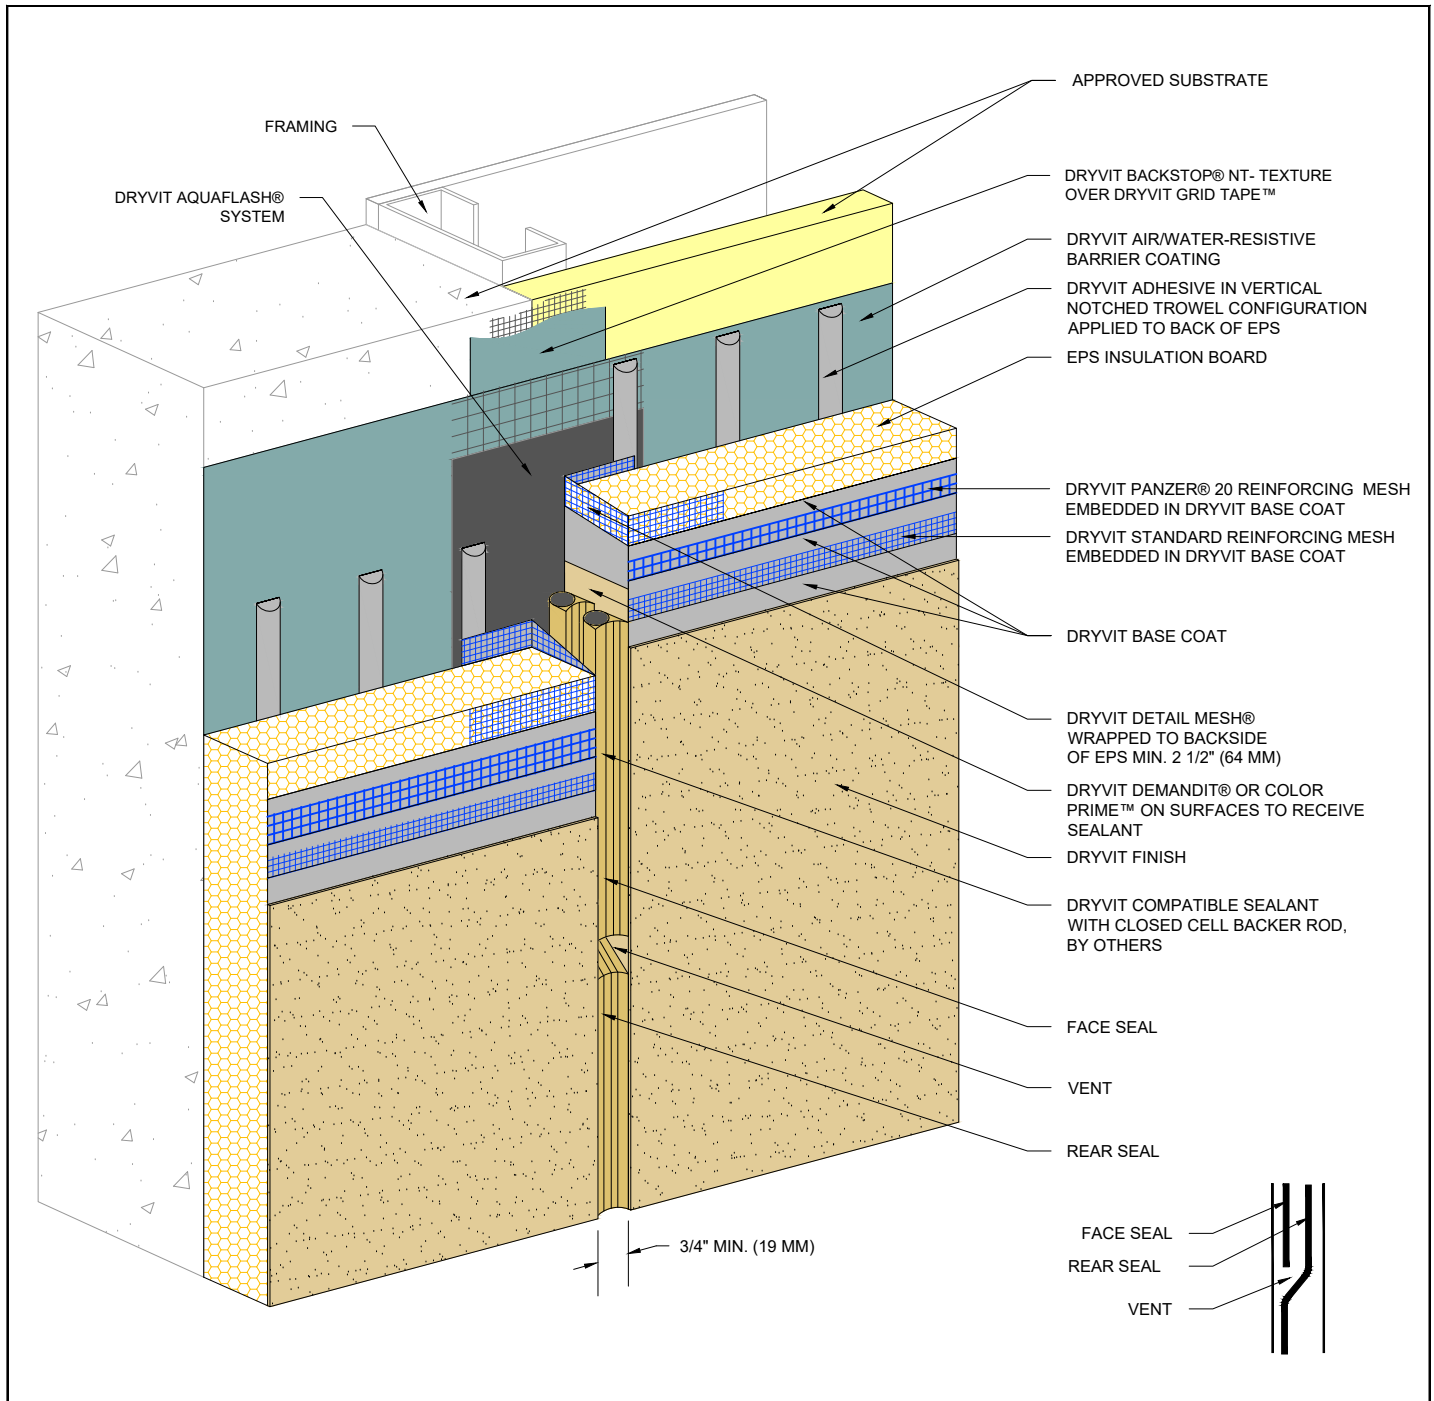 APPROVED SUBSTRATE
FRAMING
DRYVIT AQUAFLASH®
SYSTEM
DRYVIT BACKSTOP® NT- TEXTURE
OVER DRYVIT GRID TAPE™
DRYVIT AIR/WATER-RESISTIVE
BARRIER COATING
DRYVIT ADHESIVE IN VERTICAL
NOTCHED TROWEL CONFIGURATION
APPLIED TO BACK OF EPS
EPS INSULATION BOARD
DRYVIT PANZER® 20 REINFORCING MESH
EMBEDDED IN DRYVIT BASE COAT
DRYVIT STANDARD REINFORCING MESH
EMBEDDED IN DRYVIT BASE COAT
DRYVIT BASE COAT
DRYVIT DETAIL MESH®
WRAPPED TO BACKSIDE
OF EPS MIN. 2 1/2" (64 MM)
DRYVIT DEMANDIT® OR COLOR
PRIME™ ON SURFACES TO RECEIVE
SEALANT
DRYVIT FINISH
DRYVIT COMPATIBLE SEALANT
WITH CLOSED CELL BACKER ROD,
BY OTHERS
FACE SEAL
VENT
REAR SEAL
3/4" MIN. (19 MM)
FACE SEAL
REAR SEAL
VENT